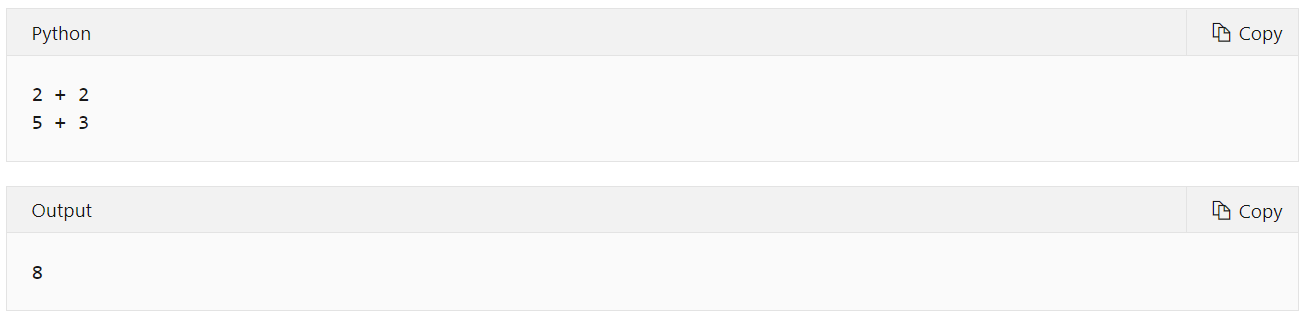 Python
Copy
2 + 2
5 + 3
Output
Copy
8